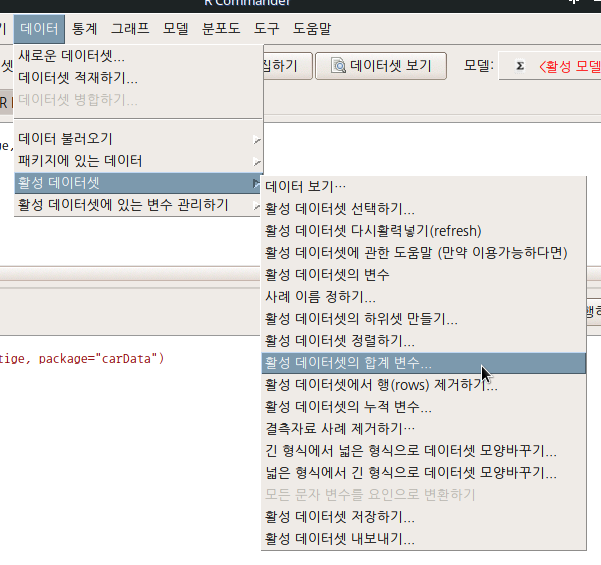 R Commander
기 데이터 통계 그래프 모델 분포도 도구 도움말
새로운 데이터셋...
데이터셋 적재하기...
데이터셋 병합하기...
데이터 불러오기
패키지에 있는 데이터
활성 데이터셋
활성 데이터셋에 있는 변수 관리하기
집하기 데이터셋 보기 모델: Σ <활성 모델
데이터 보기…
활성 데이터셋 선택하기...
활성 데이터셋 다시활력넣기(refresh)
활성 데이터셋에 관한 도움말 (만약 이용가능하다면)
활성 데이터셋의 변수
사례 이름 정하기...
활성 데이터셋의 하위셋 만들기...
활성 데이터셋 정렬하기...
활성 데이터셋의 합계 변수...
활성 데이터셋에서 행(rows) 제거하기...
활성 데이터셋의 누적 변수...
결측자료 사례 제거하기…
긴 형식에서 넓은 형식으로 데이터셋 모양바꾸기...
넓은 형식에서 긴 형식으로 데이터셋 모양바꾸기...
모든 문자 변수를 요인으로 변환하기
활성 데이터셋 저장하기...
활성 데이터셋 내보내기...
tige, package="carData")